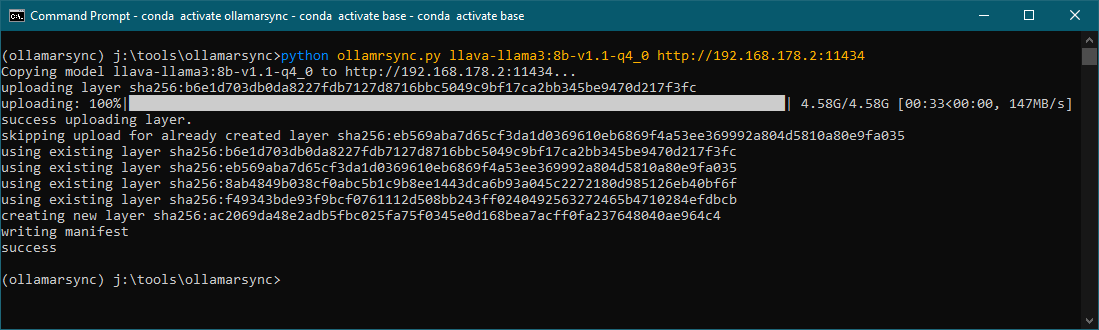 Command Prompt - conda activate ollamarsync - conda activate base - conda activate base
(ollamarsync) j:\tools\ollamarsync>python ollamrsync.py llava-llama3:8b-v1.1-q4_0 http://192.168.178.2:11434
Copying model llava-llama3:8b-v1.1-q4_0 to http://192.168.178.2:11434...
uploading layer sha256:b6e1d703db0da8227fdb7127d8716bbc5049c9bf17ca2bb345be9470d217f3fc
uploading: 100%| | 4.58G/4.58G [00:33<00:00, 147MB/s]
success uploading layer.
skipping upload for already created layer sha256:eb569aba7d65cf3da1d0369610eb6869f4a53ee369992a804d5810a80e9fa035
using existing layer sha256:b6e1d703db0da8227fdb7127d8716bbc5049c9bf17ca2bb345be9470d217f3fc
using existing layer sha256:eb569aba7d65cf3da1d0369610eb6869f4a53ee369992a804d5810a80e9fa035
using existing layer sha256:8ab4849b038cf0abc5b1c9b8ee1443dca6b93a045c2272180d985126eb40bf6f
using existing layer sha256:f49343bde93f9bcf0761112d508bb243ff0240492563272465b4710284efdbcb
creating new layer sha256:ac2069da48e2adb5fbc025fa75f0345e0d168bea7acff0fa237648040ae964c4
writing manifest
success
(ollamarsync) j:\tools\ollamarsync>